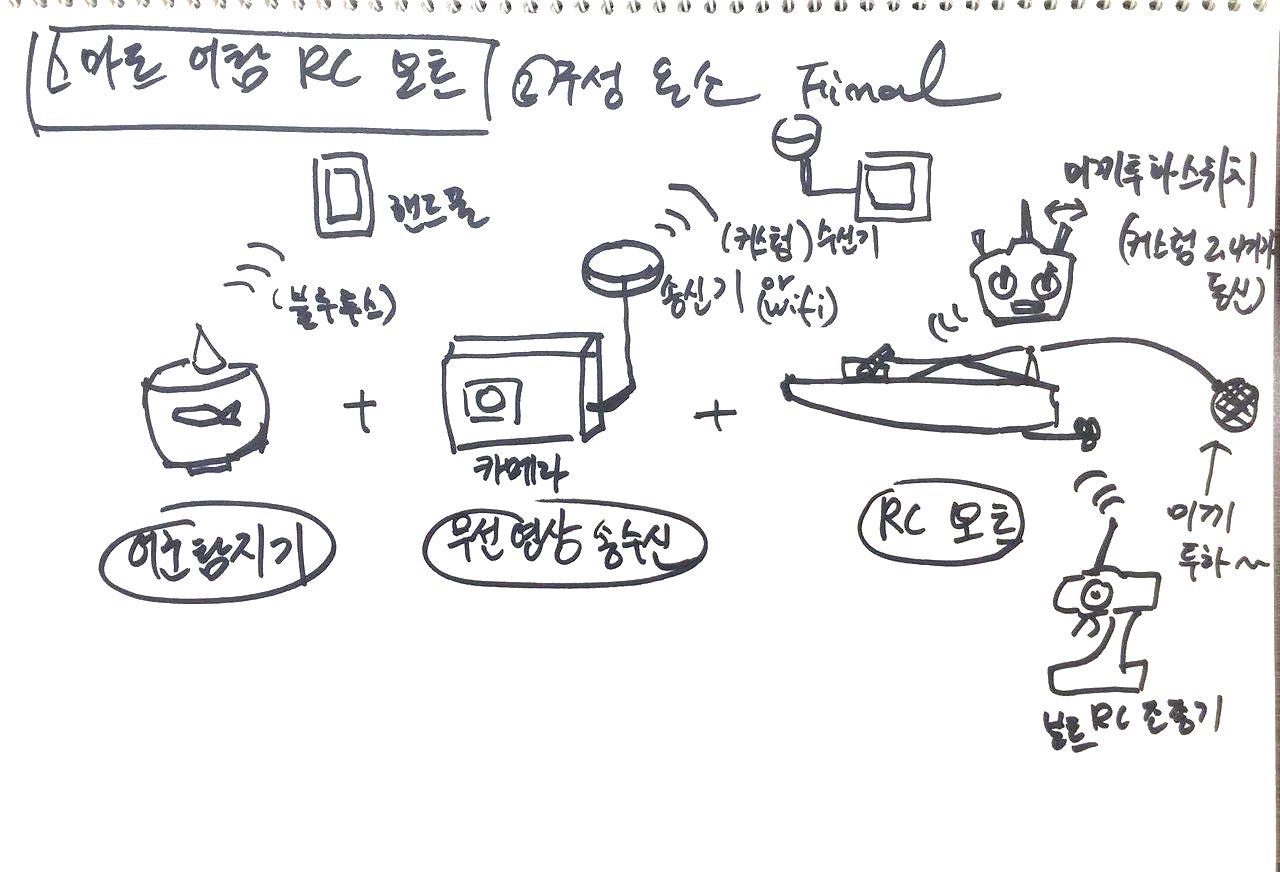 스마트 어탐 RC 보트 ② 구성 요소 Final
핸드폰
(블루투스)
(커스텀) 수신기
송신기 (or wifi)
미끼투하스위치
(커스텀 2.4기가 통신)
카메라
어군탐지기
무선영상 송수신
RC 보트
미끼
투하~
보트 RC 조종기
+
+